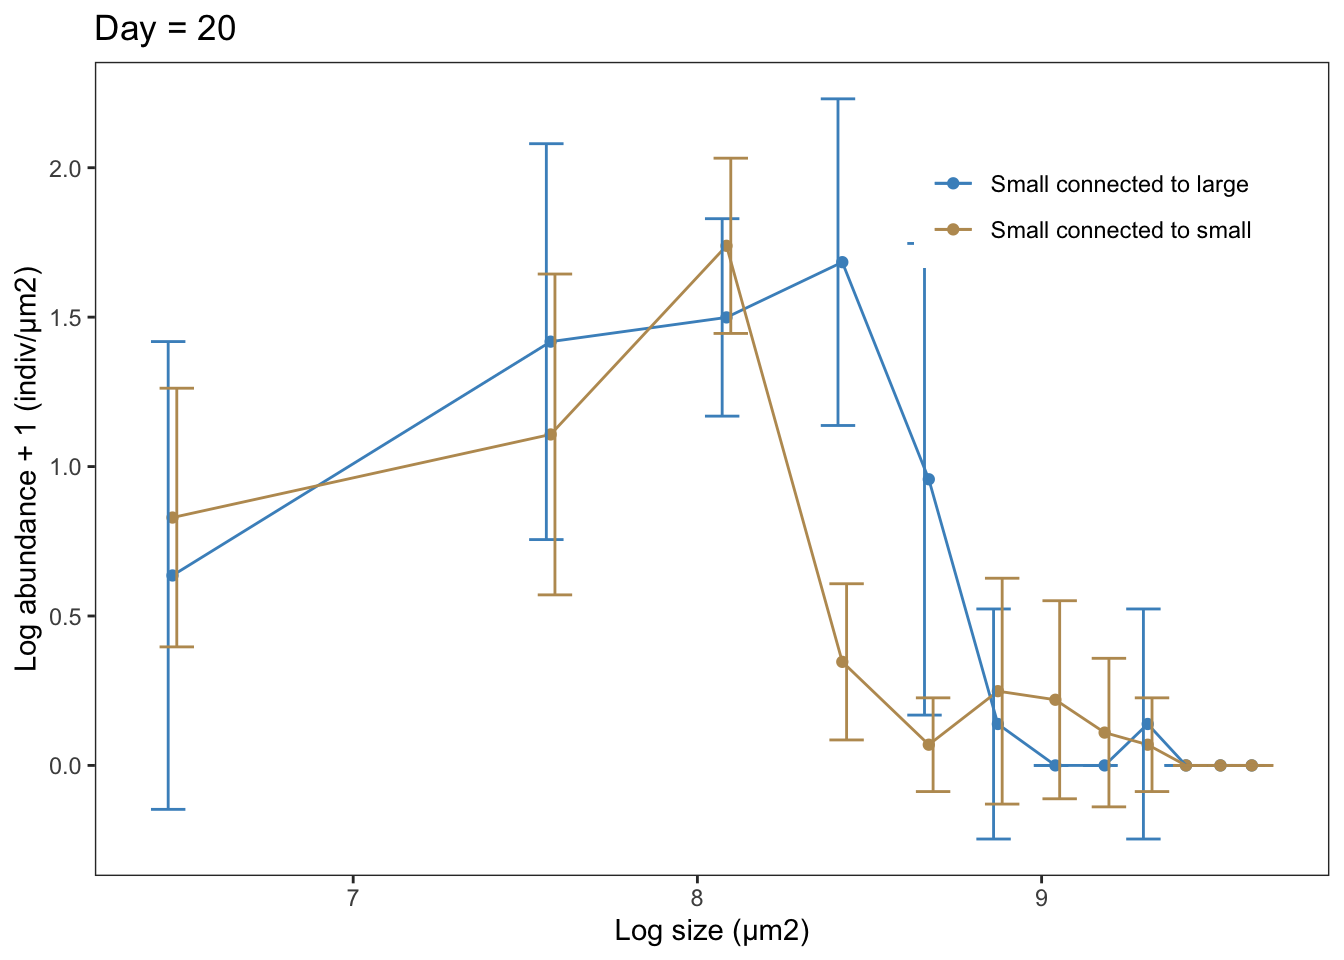 Day = 20
Log abundance + 1 (indiv/μm2)
2.0
1.5
1.0
0.5
0.0
Small connected to large
Small connected to small
7
8
9
Log size (μm2)